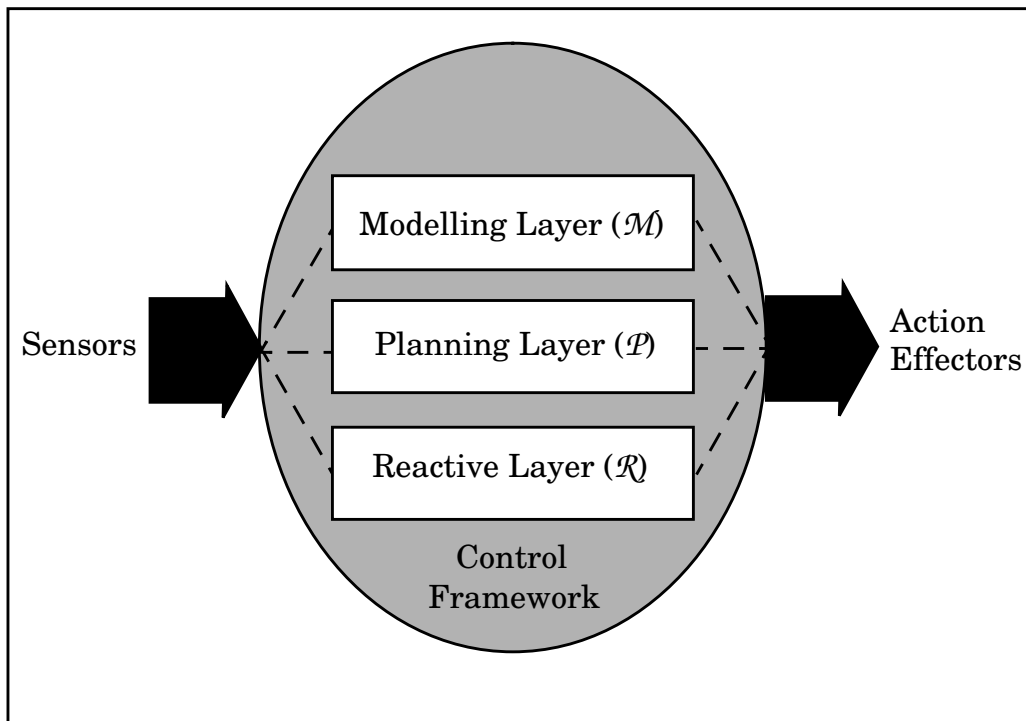 Modelling Layer (ℳ)
Sensors
Planning Layer (𝒫)
Action
Effectors
Reactive Layer (ℛ)
Control
Framework